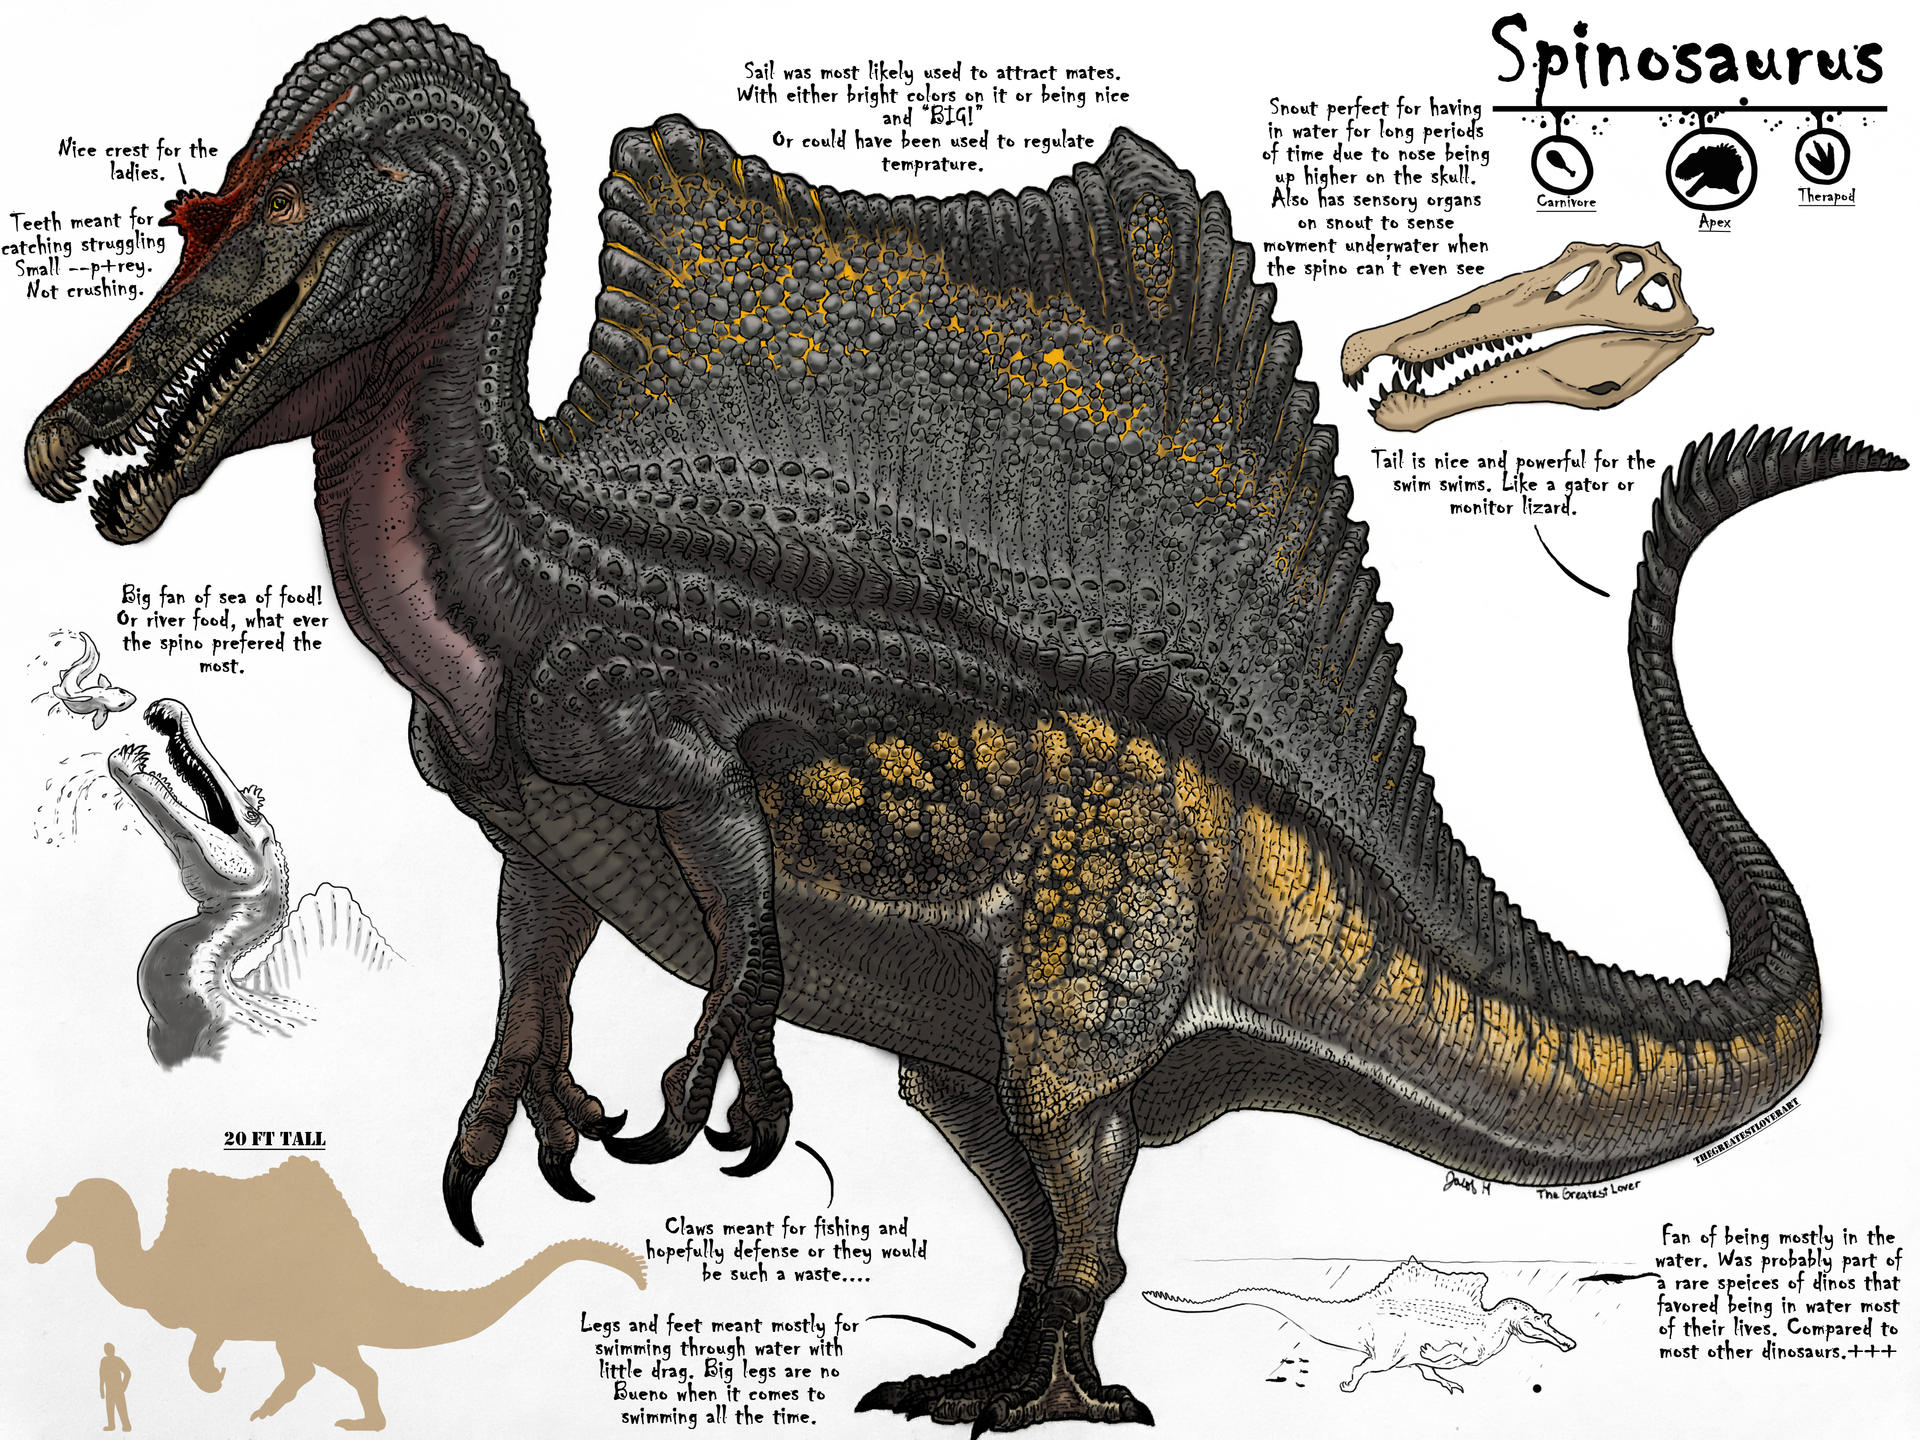 Spinosaurus
Carnivore
Apex
Therapod
Sail was most likely used to attract mates.
With either bright colors on it or being nice
and "BIG!"
Or could have been used to regulate
temprature.
Snout perfect for having
in water for long periods
of time due to nose being
up higher on the skull.
Also has sensory organs
on snout to sense
movment underwater when
the spino can't even see
Nice crest for the
ladies.
Teeth meant for
catching struggling
Small --p+rey.
Not crushing.
Tail is nice and powerful for the
swim swims. Like a gator or
monitor lizard.
Big fan of sea of food!
Or river food, what ever
the spino prefered the
most.
20 FT TALL
Claws meant for fishing and
hopefully defense or they would
be such a waste....
Legs and feet meant mostly for
swimming through water with
little drag. Big legs are no
Bueno when it comes to
swimming all the time.
THEGREATESTLOVERART
Jacob M
The Greatest Lover
Fan of being mostly in the
water. Was probably part of
a rare speices of dinos that
favored being in water most
of their lives. Compared to
most other dinosaurs.+++